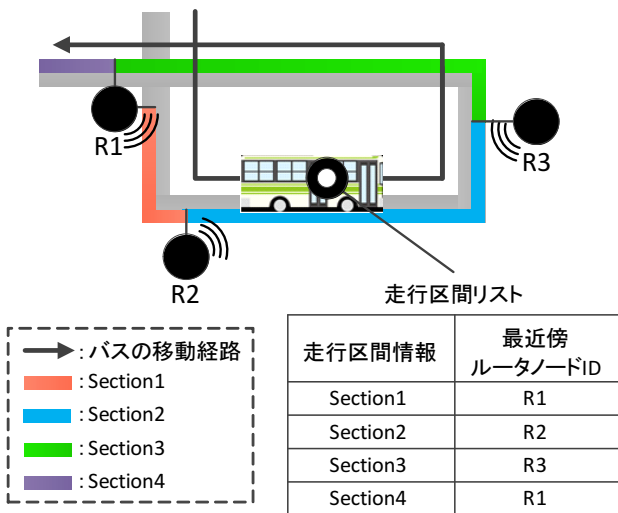 R1
R3
R2
走行区間リスト
: バスの移動経路
: Section1
: Section2
: Section3
: Section4
走行区間情報
最近傍
ルータノードID
Section1
R1
Section2
R2
Section3
R3
Section4
R1